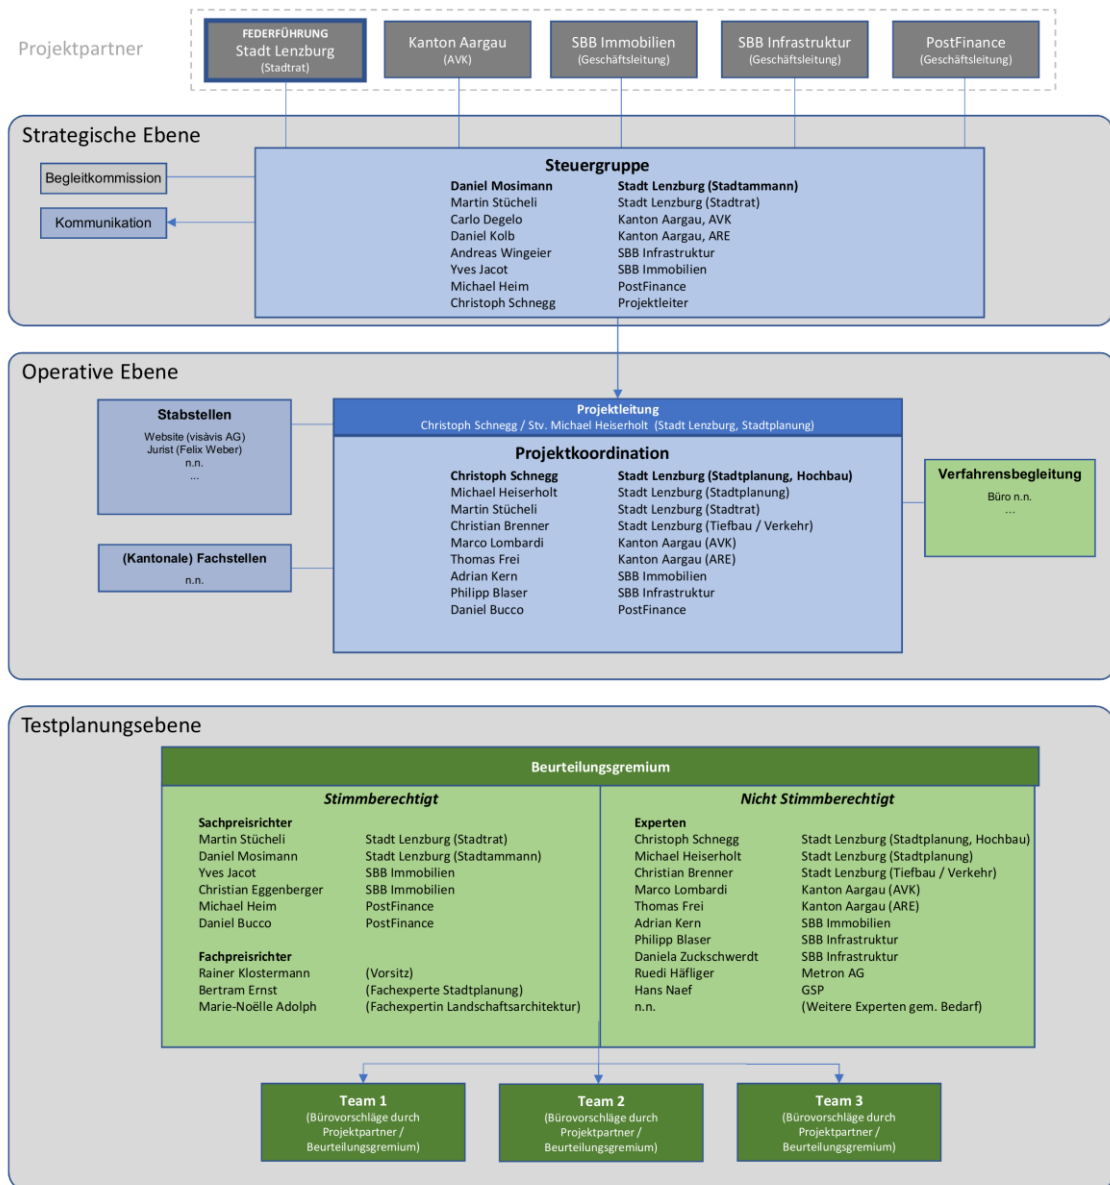 Projektpartner
FEDERFÜHRUNG
Stadt Lenzburg
(Stadtrat)
Kanton Aargau
(AVK)
SBB Immobilien
(Geschäftsleitung)
SBB Infrastruktur
(Geschäftsleitung)
PostFinance
(Geschäftsleitung)
Strategische Ebene
Begleitkommission
Kommunikation
Steuergruppe
Daniel Mosimann Stadt Lenzburg (Stadtammann)
Martin Stücheli Stadt Lenzburg (Stadtrat)
Carlo Degelo Kanton Aargau, AVK
Daniel Kolb Kanton Aargau, ARE
Andreas Wingeier SBB Infrastruktur
Yves Jacot SBB Immobilien
Michael Heim PostFinance
Christoph Schnegg Projektleiter
Operative Ebene
Stabstellen
Website (visàvis AG)
Jurist (Felix Weber)
n.n.
...
(Kantonale) Fachstellen
n.n.
Projektleitung
Christoph Schnegg / Stv. Michael Heiserholt (Stadt Lenzburg, Stadtplanung)
Projektkoordination
Christoph Schnegg Stadt Lenzburg (Stadtplanung, Hochbau)
Michael Heiserholt Stadt Lenzburg (Stadtplanung)
Martin Stücheli Stadt Lenzburg (Stadtrat)
Christian Brenner Stadt Lenzburg (Tiefbau / Verkehr)
Marco Lombardi Kanton Aargau (AVK)
Thomas Frei Kanton Aargau (ARE)
Adrian Kern SBB Immobilien
Philipp Blaser SBB Infrastruktur
Daniel Bucco PostFinance
Verfahrensbegleitung
Büro n.n.
...
Testplanungsebene
Beurteilungsgremium
Stimmberechtigt
Sachpreisrichter
Martin Stücheli Stadt Lenzburg (Stadtrat)
Daniel Mosimann Stadt Lenzburg (Stadtammann)
Yves Jacot SBB Immobilien
Christian Eggenberger SBB Immobilien
Michael Heim PostFinance
Daniel Bucco PostFinance
Fachpreisrichter
Rainer Klostermann (Vorsitz)
Bertram Ernst (Fachexperte Stadtplanung)
Marie-Noëlle Adolph (Fachexpertin Landschaftsarchitektur)
Nicht Stimmberechtigt
Experten
Christoph Schnegg Stadt Lenzburg (Stadtplanung, Hochbau)
Michael Heiserholt Stadt Lenzburg (Stadtplanung)
Christian Brenner Stadt Lenzburg (Tiefbau / Verkehr)
Marco Lombardi Kanton Aargau (AVK)
Thomas Frei Kanton Aargau (ARE)
Adrian Kern SBB Immobilien
Philipp Blaser SBB Infrastruktur
Daniela Zuckschwerdt SBB Infrastruktur
Ruedi Häfliger Metron AG
Hans Naef GSP
n.n. (Weitere Experten gem. Bedarf)
Team 1
(Bürovorschläge durch
Projektpartner /
Beurteilungsgremium)
Team 2
(Bürovorschläge durch
Projektpartner /
Beurteilungsgremium)
Team 3
(Bürovorschläge durch
Projektpartner /
Beurteilungsgremium)